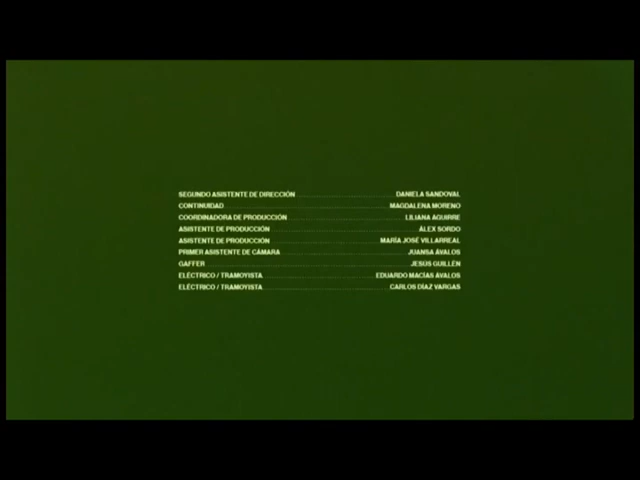 SEGUNDO ASISTENTE DE DIRECCIÓN DANIELA SANDOVAL
CONTINUIDAD MAGDALENA MORENO
COORDINADORA DE PRODUCCIÓN LILIANA AGUIRRE
ASISTENTE DE PRODUCCIÓN ÁLEX SORDO
ASISTENTE DE PRODUCCIÓN MARÍA JOSÉ VILLARREAL
PRIMER ASISTENTE DE CÁMARA JUANSA ÁVALOS
GAFFER JESÚS GUILLÉN
ELÉCTRICO / TRAMOYISTA EDUARDO MACÍAS ÁVALOS
ELÉCTRICO / TRAMOYISTA CARLOS DÍAZ VARGAS